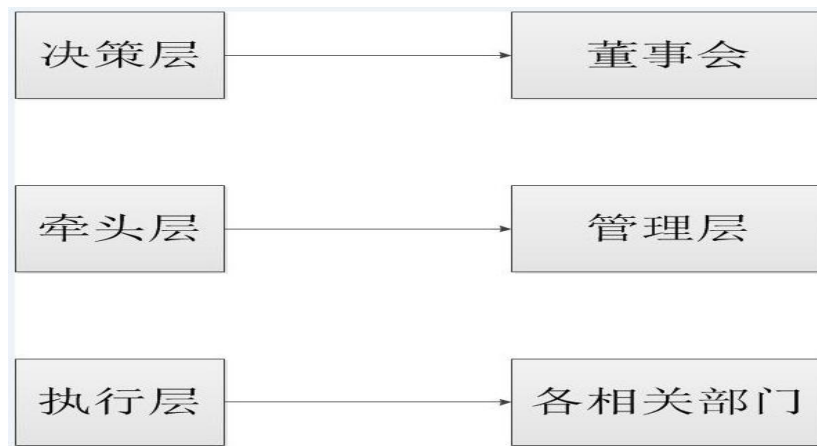 决策层
董事会
牵头层
管理层
执行层
各相关部门